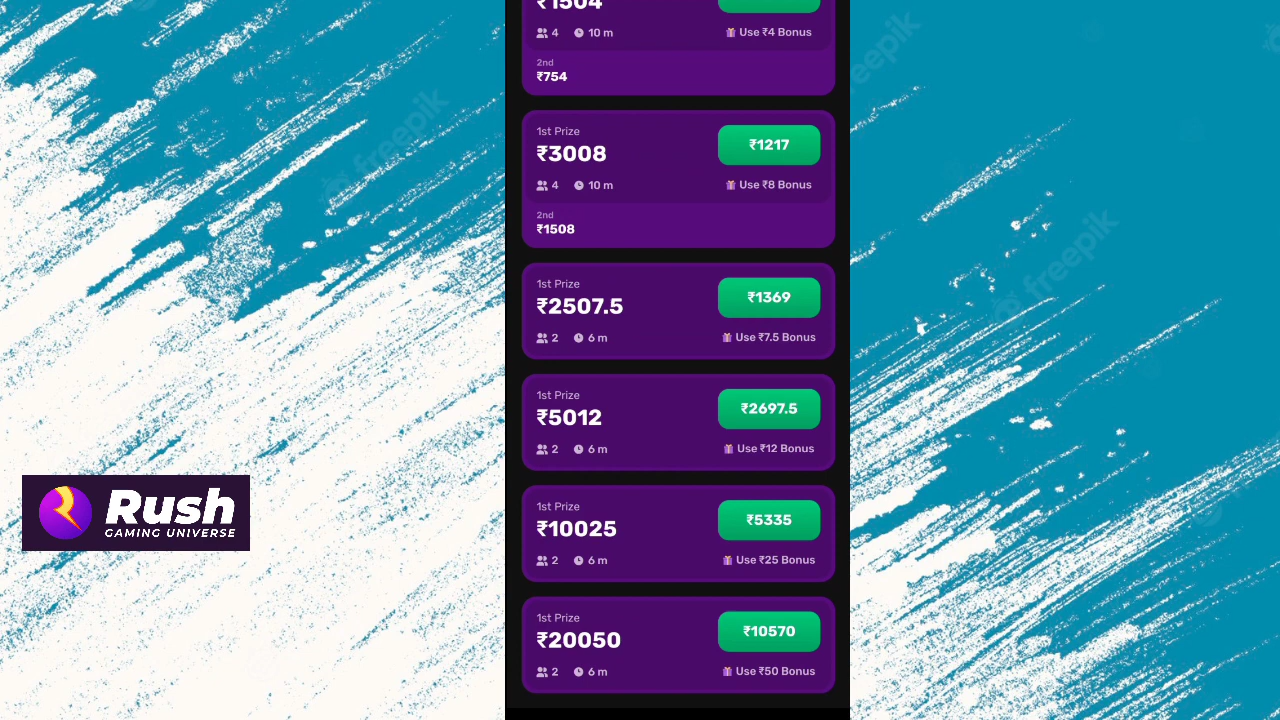 ₹1504
4 10 m Use ₹4 Bonus
2nd
₹754
1st Prize
₹3008
₹1217
4 10 m Use ₹8 Bonus
2nd
₹1508
1st Prize
₹2507.5
₹1369
2 6 m Use ₹7.5 Bonus
1st Prize
₹5012
₹2697.5
2 6 m Use ₹12 Bonus
1st Prize
₹10025
₹5335
2 6 m Use ₹25 Bonus
1st Prize
₹20050
₹10570
2 6 m Use ₹50 Bonus
Rush
GAMING UNIVERSE
freepik
freepik
freepik